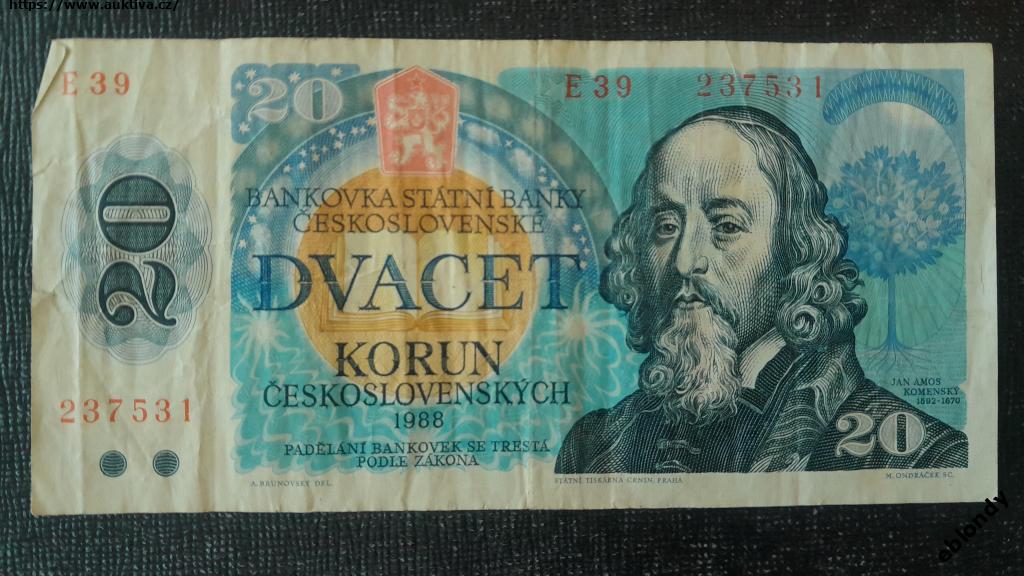 https://www.auktiva.cz/
E 39
E 39 237531
20
20
BANKOVKA STÁTNÍ BANKY
ČESKOSLOVENSKÉ
DVACET
KORUN
ČESKOSLOVENSKÝCH
1988
PADĚLÁNÍ BANKOVEK SE TRESTÁ
PODLE ZÁKONA
237531
JAN AMOS
KOMENSKÝ
1592-1670
20
A. BRUNOVSKÝ DEL.
STÁTNÍ TISKÁRNA CENIN, PRAHA
M. ONDRÁČEK SC.
eblondy